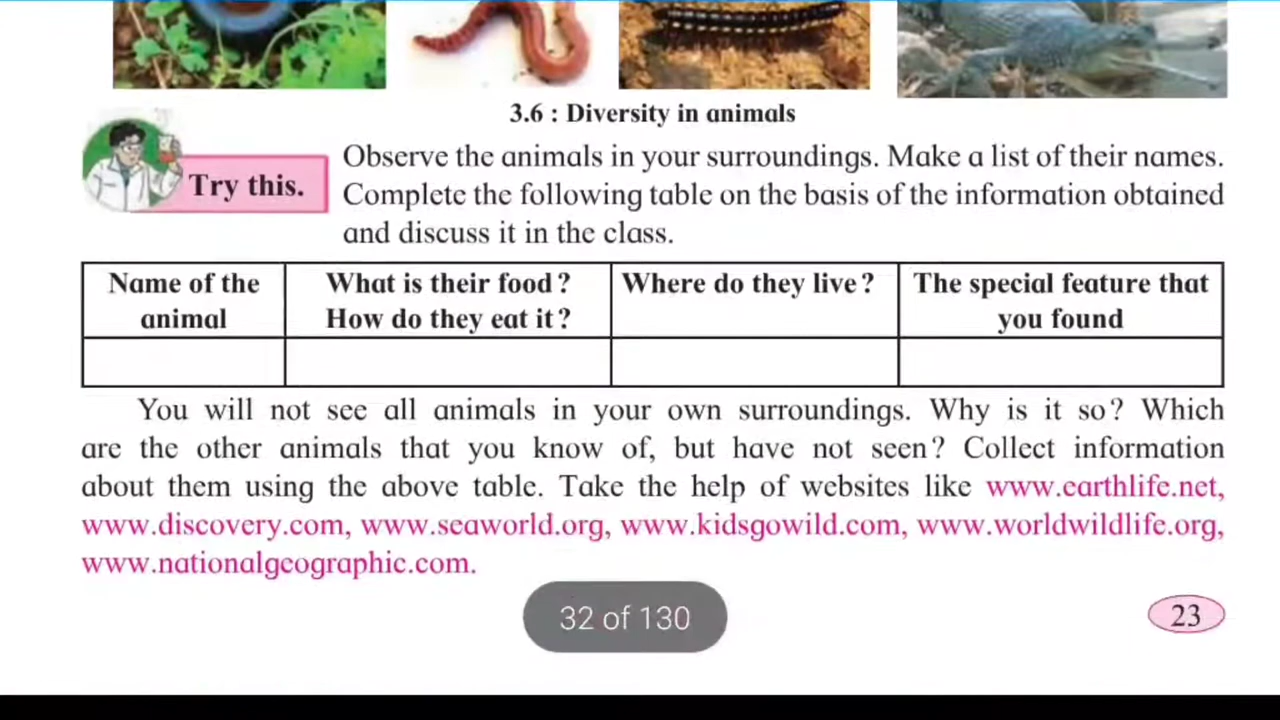 3.6 : Diversity in animals
Try this.
Observe the animals in your surroundings. Make a list of their names.
Complete the following table on the basis of the information obtained
and discuss it in the class.
Name of the animal
What is their food? How do they eat it?
Where do they live?
The special feature that you found
You will not see all animals in your own surroundings. Why is it so? Which
are the other animals that you know of, but have not seen? Collect information
about them using the above table. Take the help of websites like www.earthlife.net,
www.discovery.com, www.seaworld.org, www.kidsgowild.com, www.worldwildlife.org,
www.nationalgeographic.com.
32 of 130
23